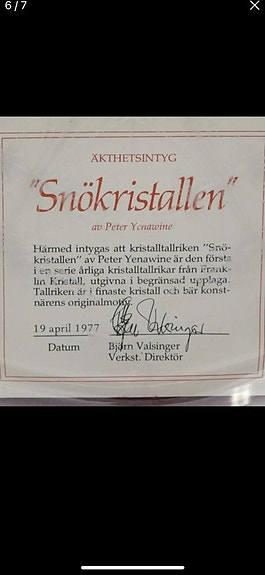 6 / 7
ÄKTHETSINTYG
"Snökristallen"
av Peter Yenawine
Härmed intygas att kristalltallriken "Snö-
kristallen" av Peter Yenawine är den första
i en serie årliga kristalltallrikar från Frank-
lin Kristall, utgivna i begränsad upplaga.
Tallriken är i finaste kristall och bär konst-
närens originalmotiv.
19 april 1977
Datum
Björn Valsinger
Verkst. Direktör